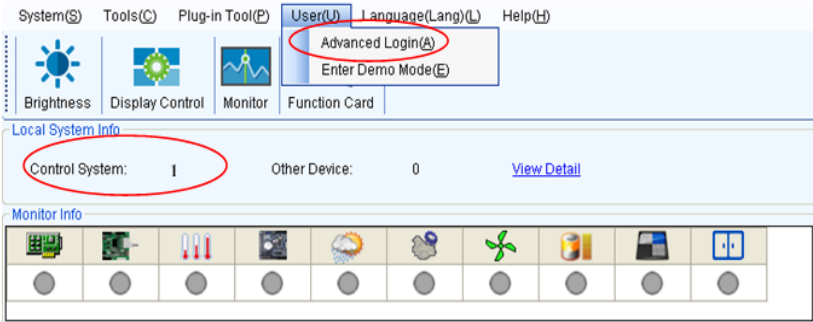 System(S) Tools(C) Plug-in Tool(P) User(U) Language(Lang)(L) Help(H)
Advanced Login(A)
Enter Demo Mode(E)
Brightness Display Control Monitor Function Card
Local System Info
Control System: 1 Other Device: 0 View Detail
Monitor Info